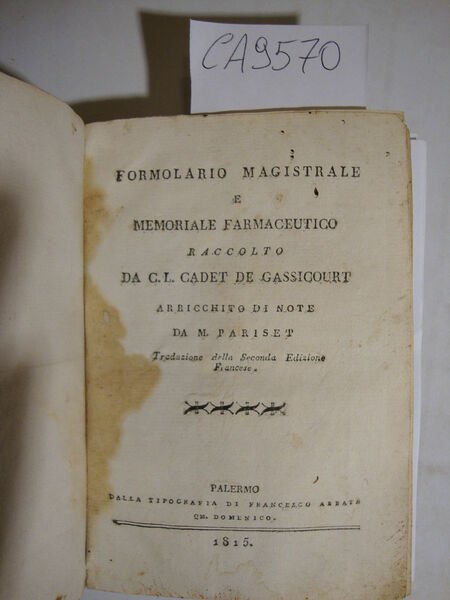 CA9570
FORMOLARIO MAGISTRALE
E
MEMORIALE FARMACEUTICO
RACCOLTO
DA C.L. CADET DE GASSICOURT
ARRICCHITO DI NOTE
DA M. PARISET
Traduzione della Seconda Edizione
Francese.
PALERMO
DALLA TIPOGRAFIA DI FRANCESCO ABBATE
QM. DOMENICO.
1815.